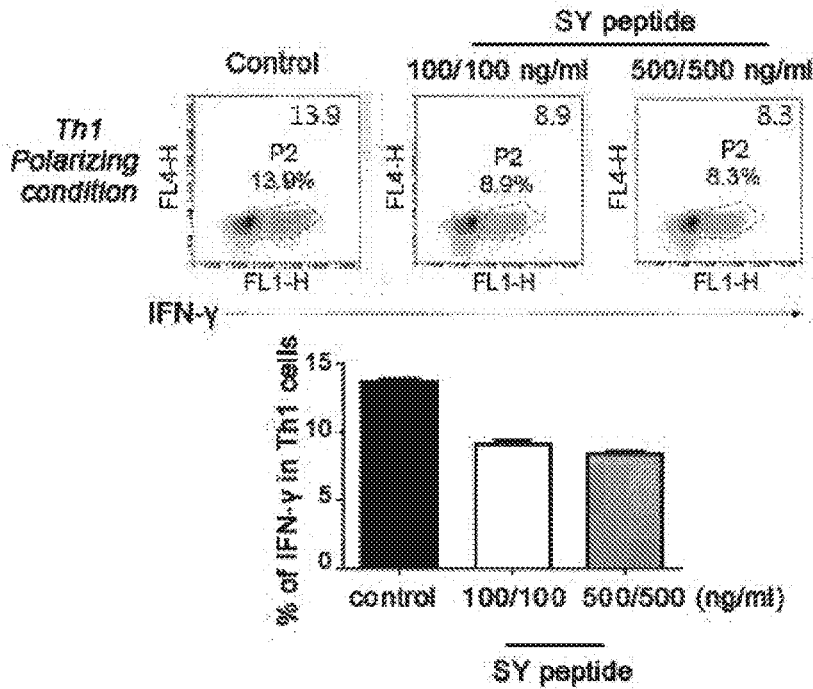 SY peptide
Control
100/100 ng/ml
500/500 ng/ml
Th1
Polarizing
condition
FL4-H
13.9
P2
13.9%
FL1-H
FL4-H
8.9
P2
8.9%
FL1-H
FL4-H
8.3
P2
8.3%
FL1-H
IFN-γ
% of IFN-γ in Th1 cells
15
10
5
0
control
100/100
500/500 (ng/ml)
SY peptide